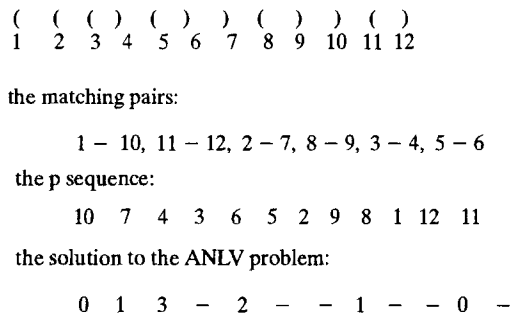 ( ( ( ) ( ) ) ( ) ) ( )
1 2 3 4 5 6 7 8 9 10 11 12
the matching pairs:
1 – 10, 11 – 12, 2 – 7, 8 – 9, 3 – 4, 5 – 6
the p sequence:
10 7 4 3 6 5 2 9 8 1 12 11
the solution to the ANLV problem:
0 1 3 – 2 – – 1 – – 0 –